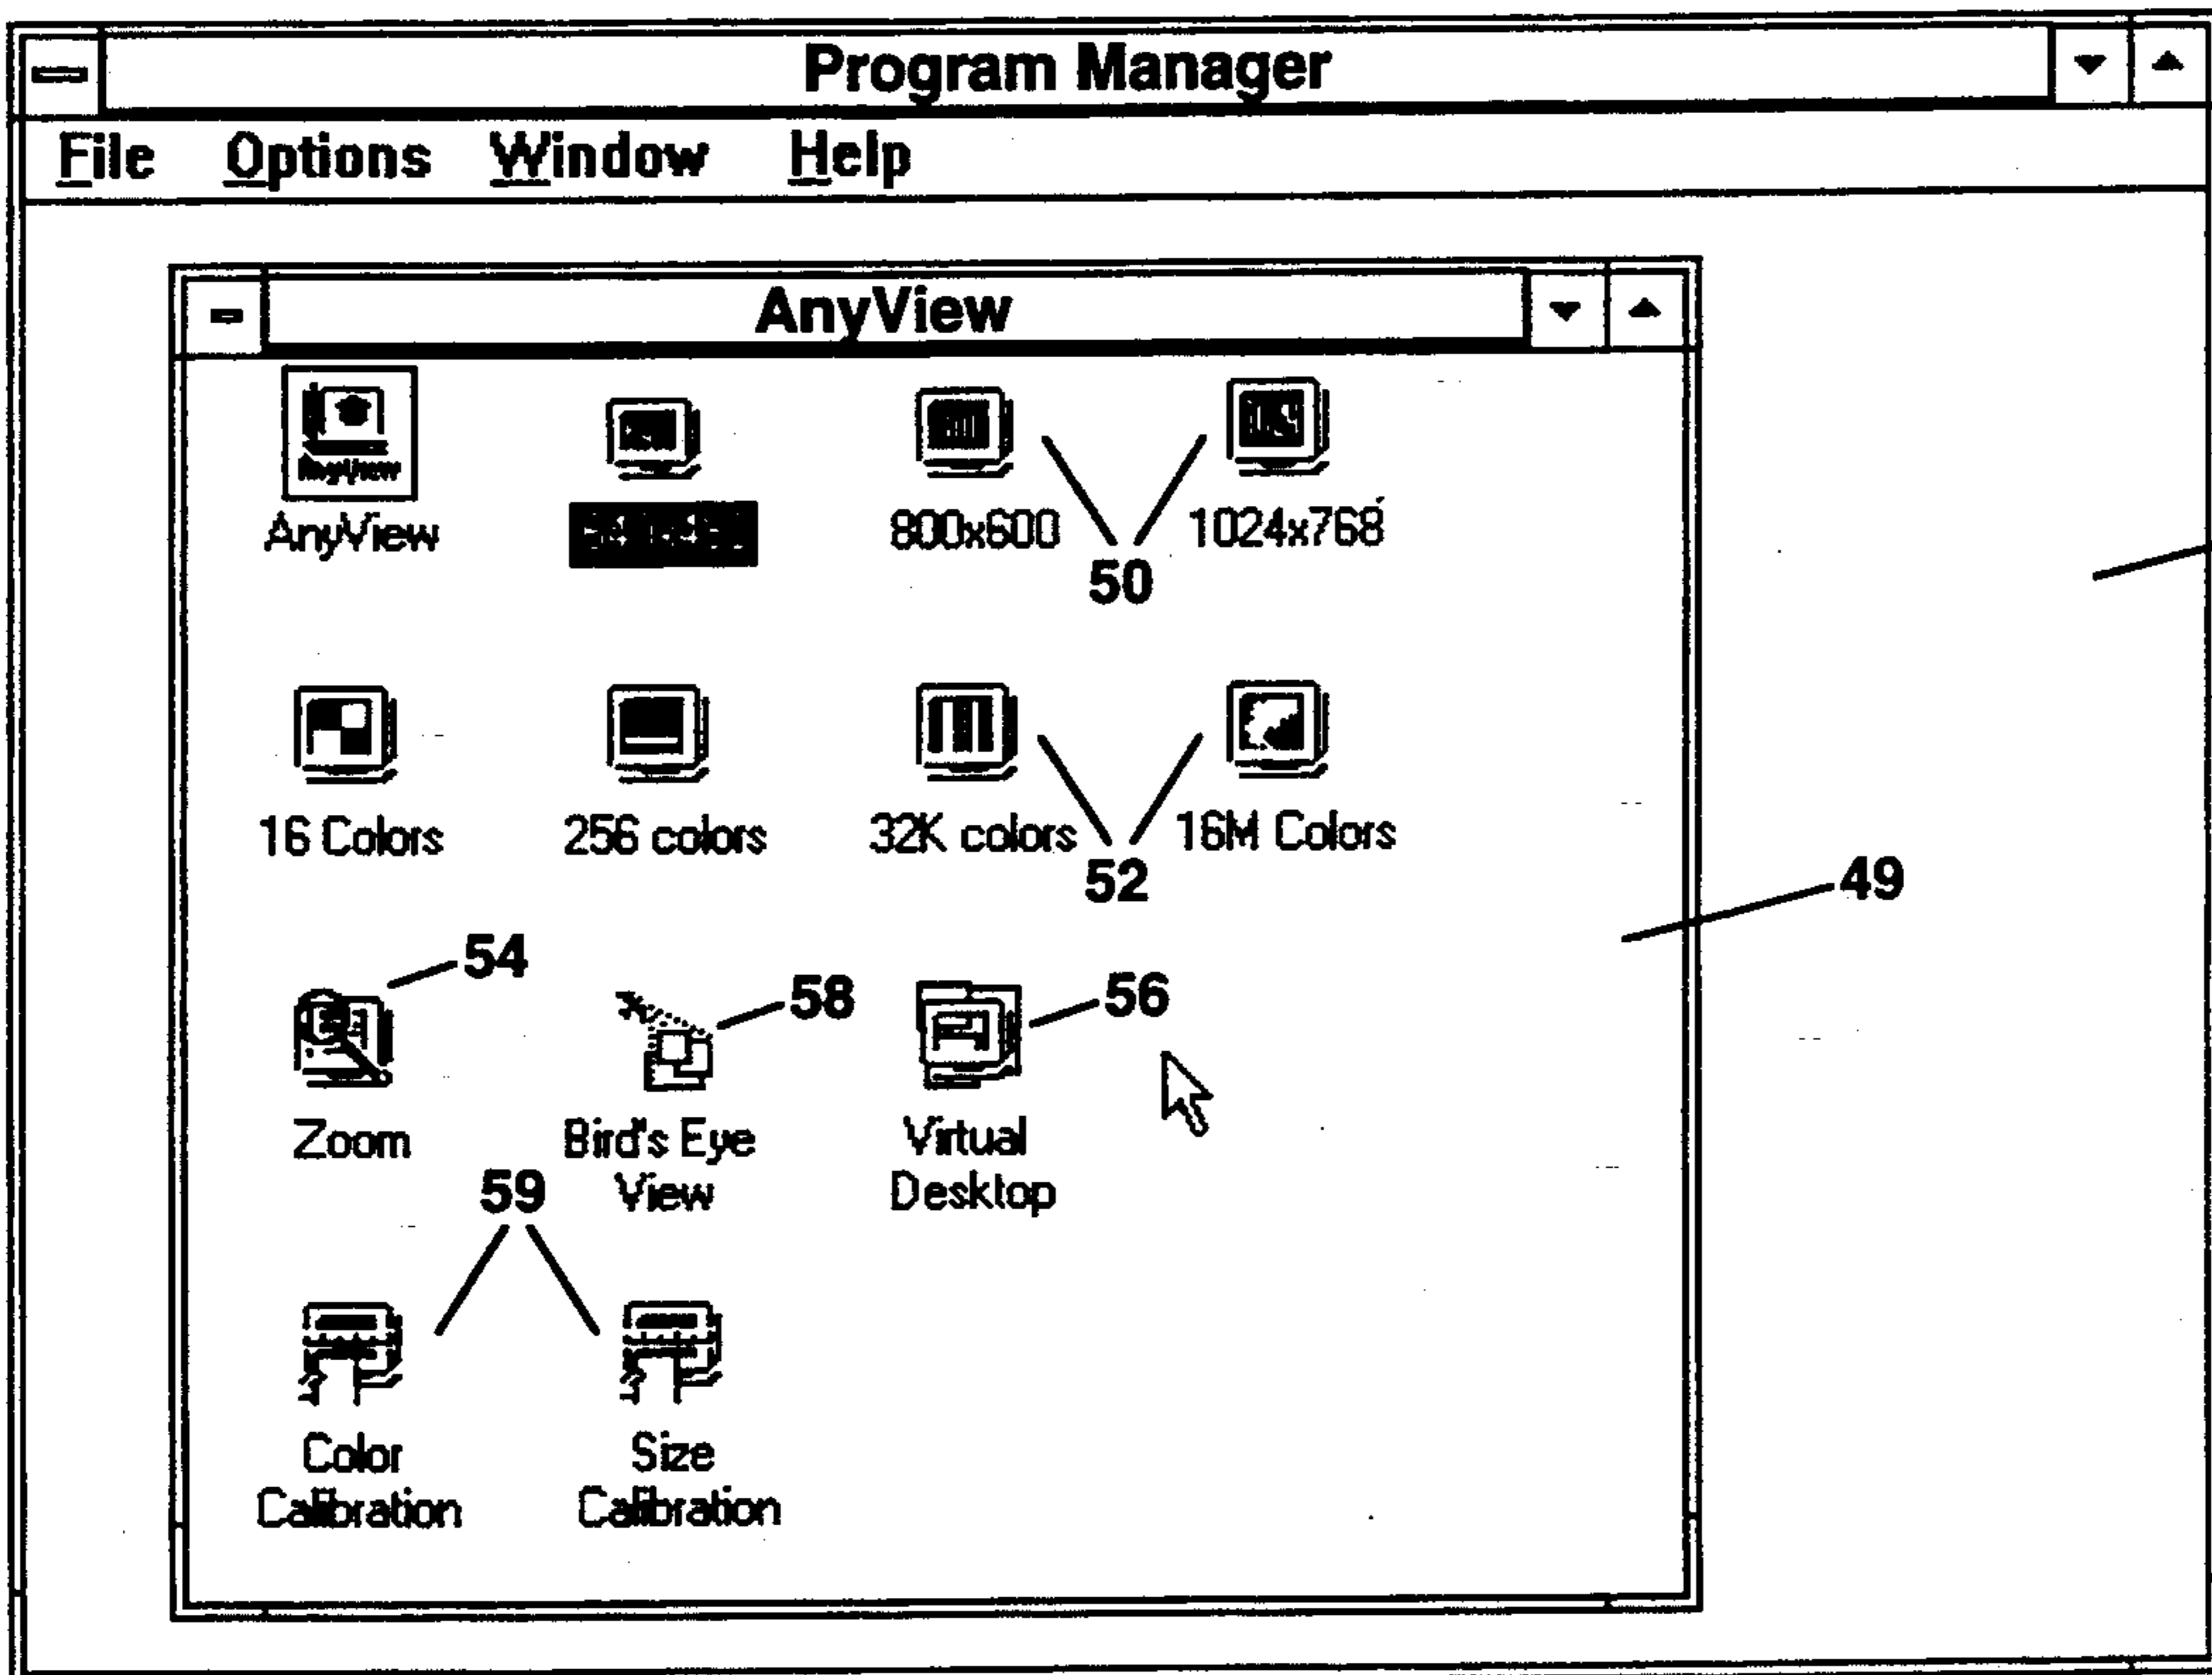 Program Manager
File Options Window Help
AnyView
AnyView
AnyView 800x600 1024x768
50
16 Colors 256 colors 32K colors 16M Colors
52
49
54
58
56
Zoom Bird's Eye Virtual
View Desktop
59
Color Size
Calibration Calibration